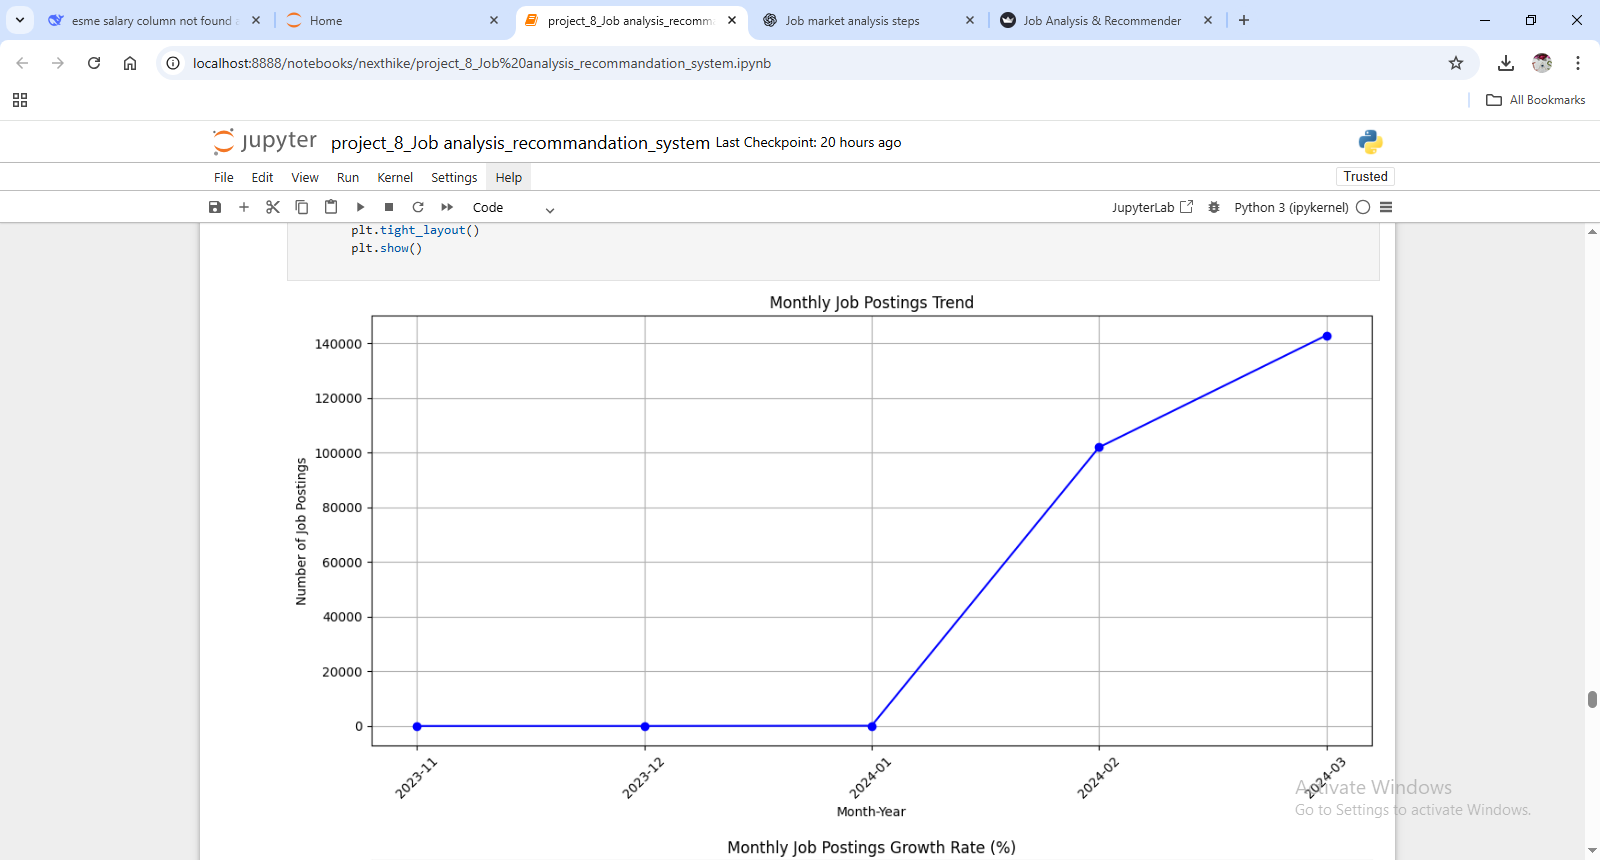 esme salary column not found
Home
project_8_Job analysis_recomm
Job market analysis steps
Job Analysis & Recommender
localhost:8888/notebooks/nexthike/project_8_Job%20analysis_recommandation_system.ipynb
All Bookmarks
jupyter project_8_Job analysis_recommandation_system Last Checkpoint: 20 hours ago
File Edit View Run Kernel Settings Help
Trusted
Code
JupyterLab
Python 3 (ipykernel)
plt.tight_layout()
plt.show()
Monthly Job Postings Trend
140000
120000
100000
80000
60000
40000
20000
0
Number of Job Postings
2023-11
2023-12
2024-01
2024-02
2024-03
Month-Year
Activate Windows
Go to Settings to activate Windows.
Monthly Job Postings Growth Rate (%)